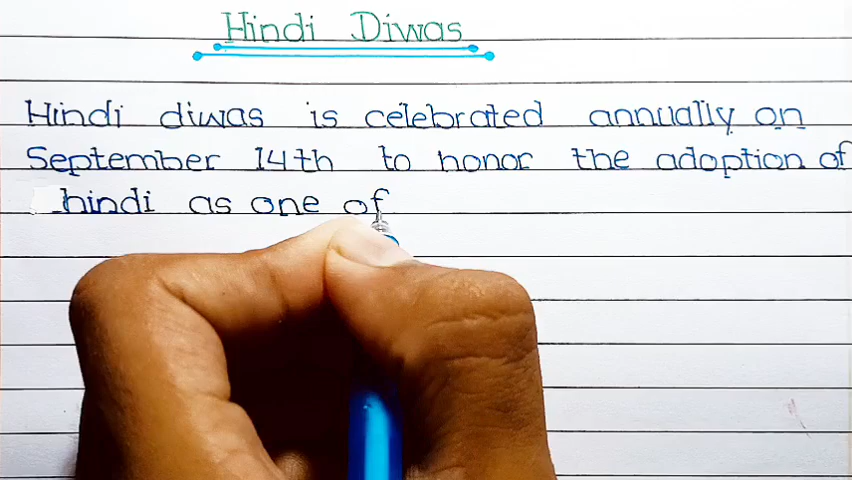 Hindi Diwas
Hindi diwas is celebrated annually on
September 14th to honor the adoption of
hindi as one of